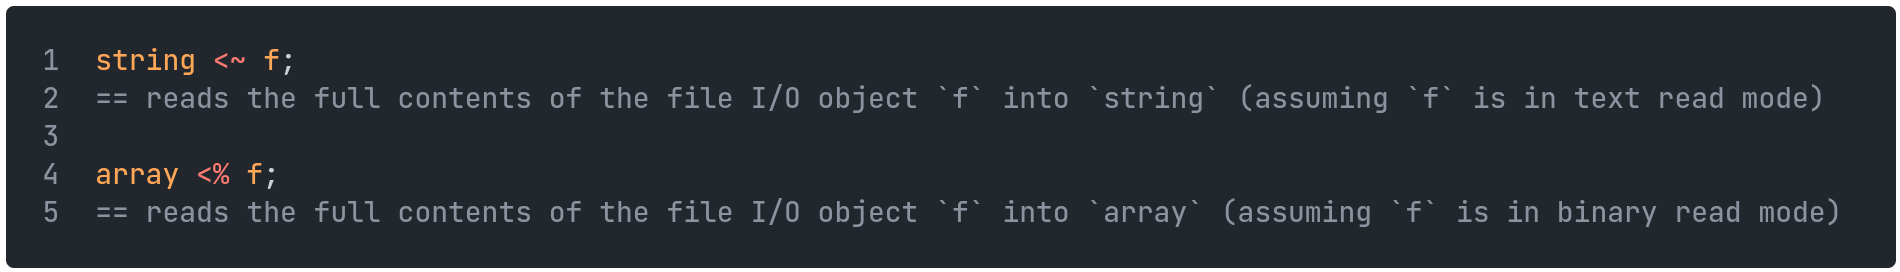 1 string <~ f;
2 == reads the full contents of the file I/O object `f` into `string` (assuming `f` is in text read mode)
3
4 array <% f;
5 == reads the full contents of the file I/O object `f` into `array` (assuming `f` is in binary read mode)